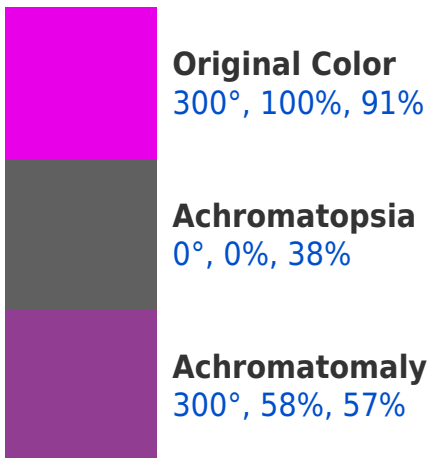 Original Color
300°, 100%, 91%
Achromatopsia
0°, 0%, 38%
Achromatomaly
300°, 58%, 57%